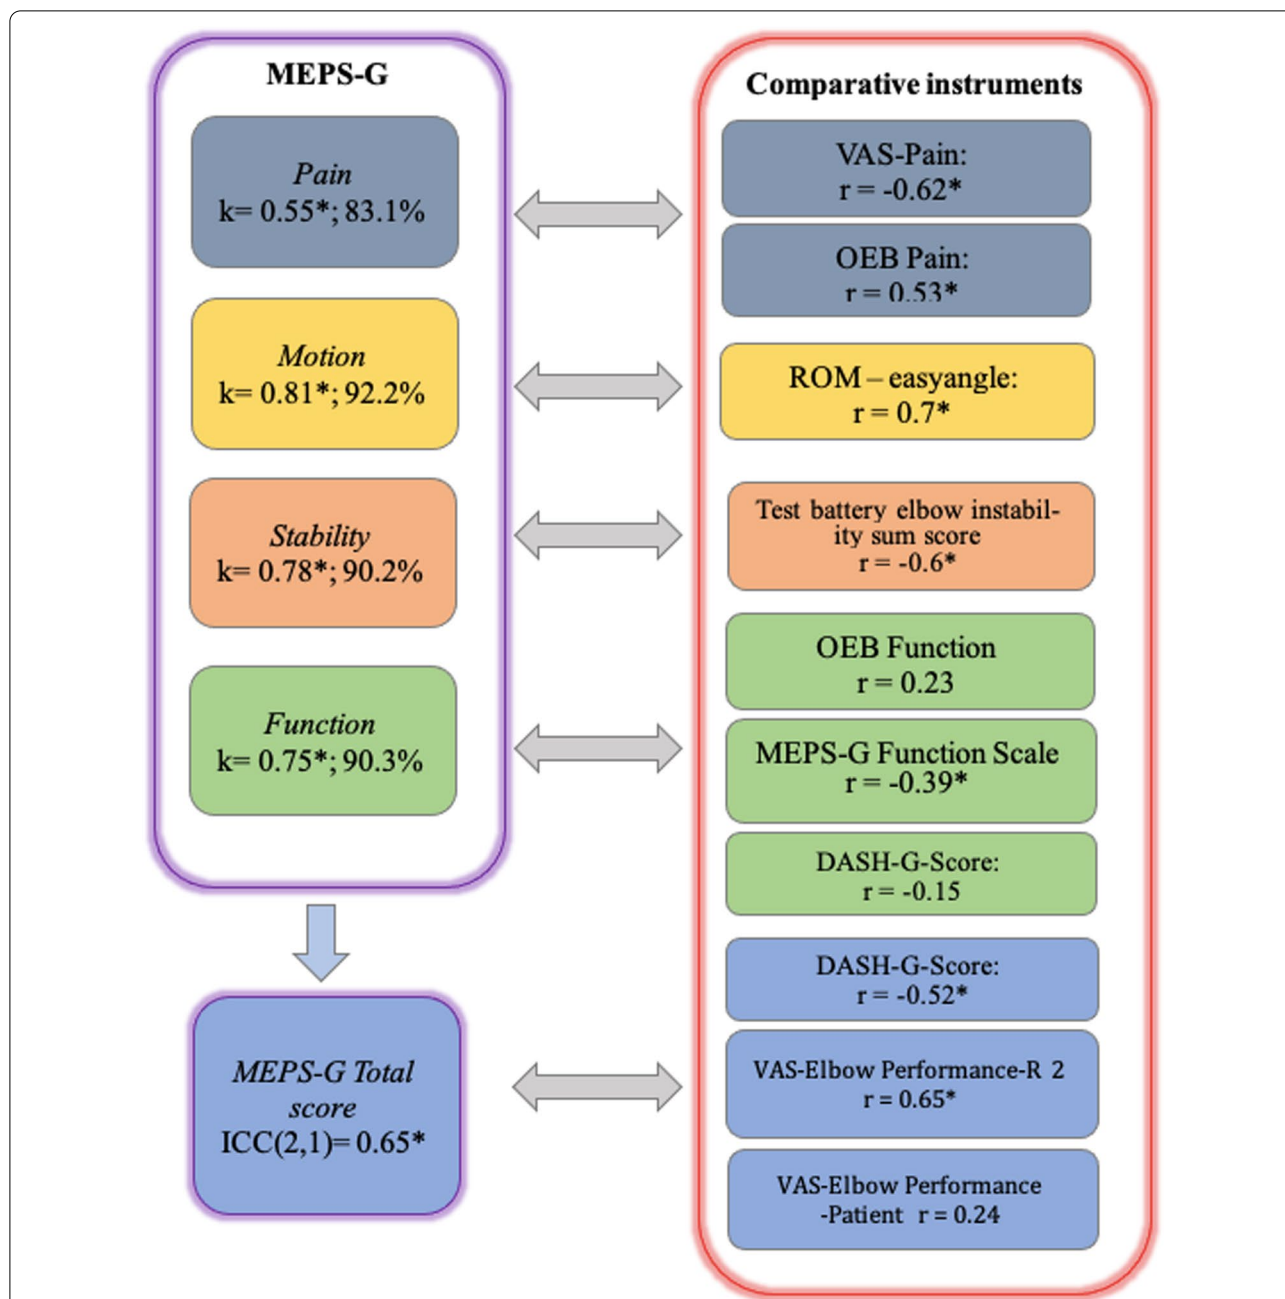 MEPS-G
Pain
k= 0.55*; 83.1%
Motion
k= 0.81*; 92.2%
Stability
k= 0.78*; 90.2%
Function
k= 0.75*; 90.3%
MEPS-G Total
score
ICC(2,1)= 0.65*
Comparative instruments
VAS-Pain:
r = -0.62*
OEB Pain:
r = 0.53*
ROM – easyangle:
r = 0.7*
Test battery elbow instabil-
ity sum score
r = -0.6*
OEB Function
r = 0.23
MEPS-G Function Scale
r = -0.39*
DASH-G-Score:
r = -0.15
DASH-G-Score:
r = -0.52*
VAS-Elbow Performance-R 2
r = 0.65*
VAS-Elbow Performance
-Patient r = 0.24